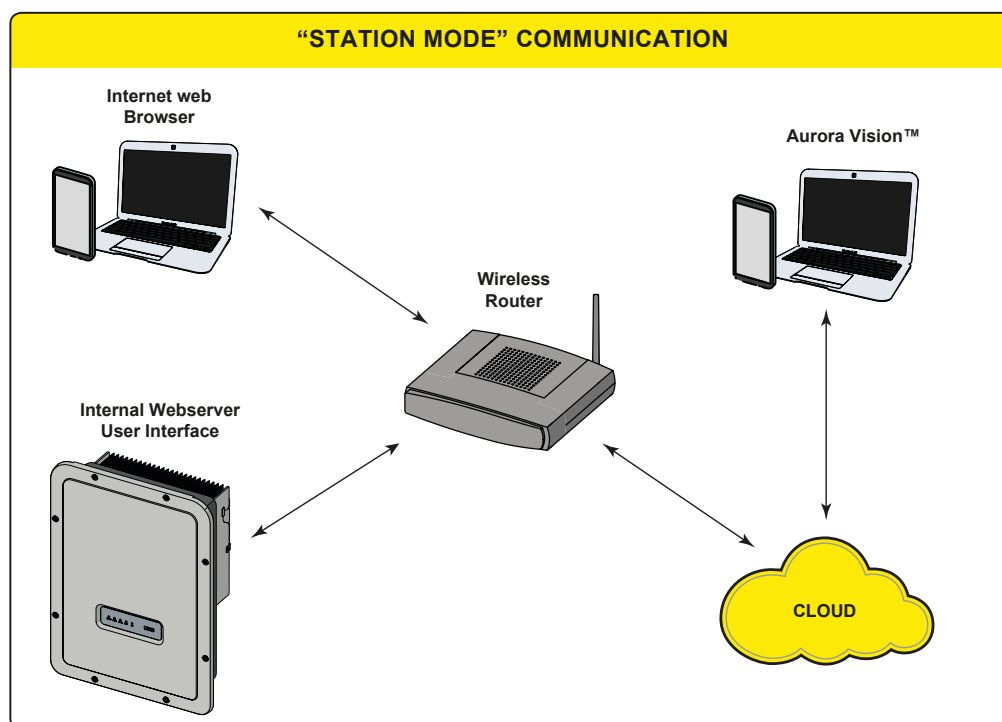 “STATION MODE” COMMUNICATION
Internet web
Browser
Aurora Vision™
Wireless
Router
Internal Webserver
User Interface
CLOUD